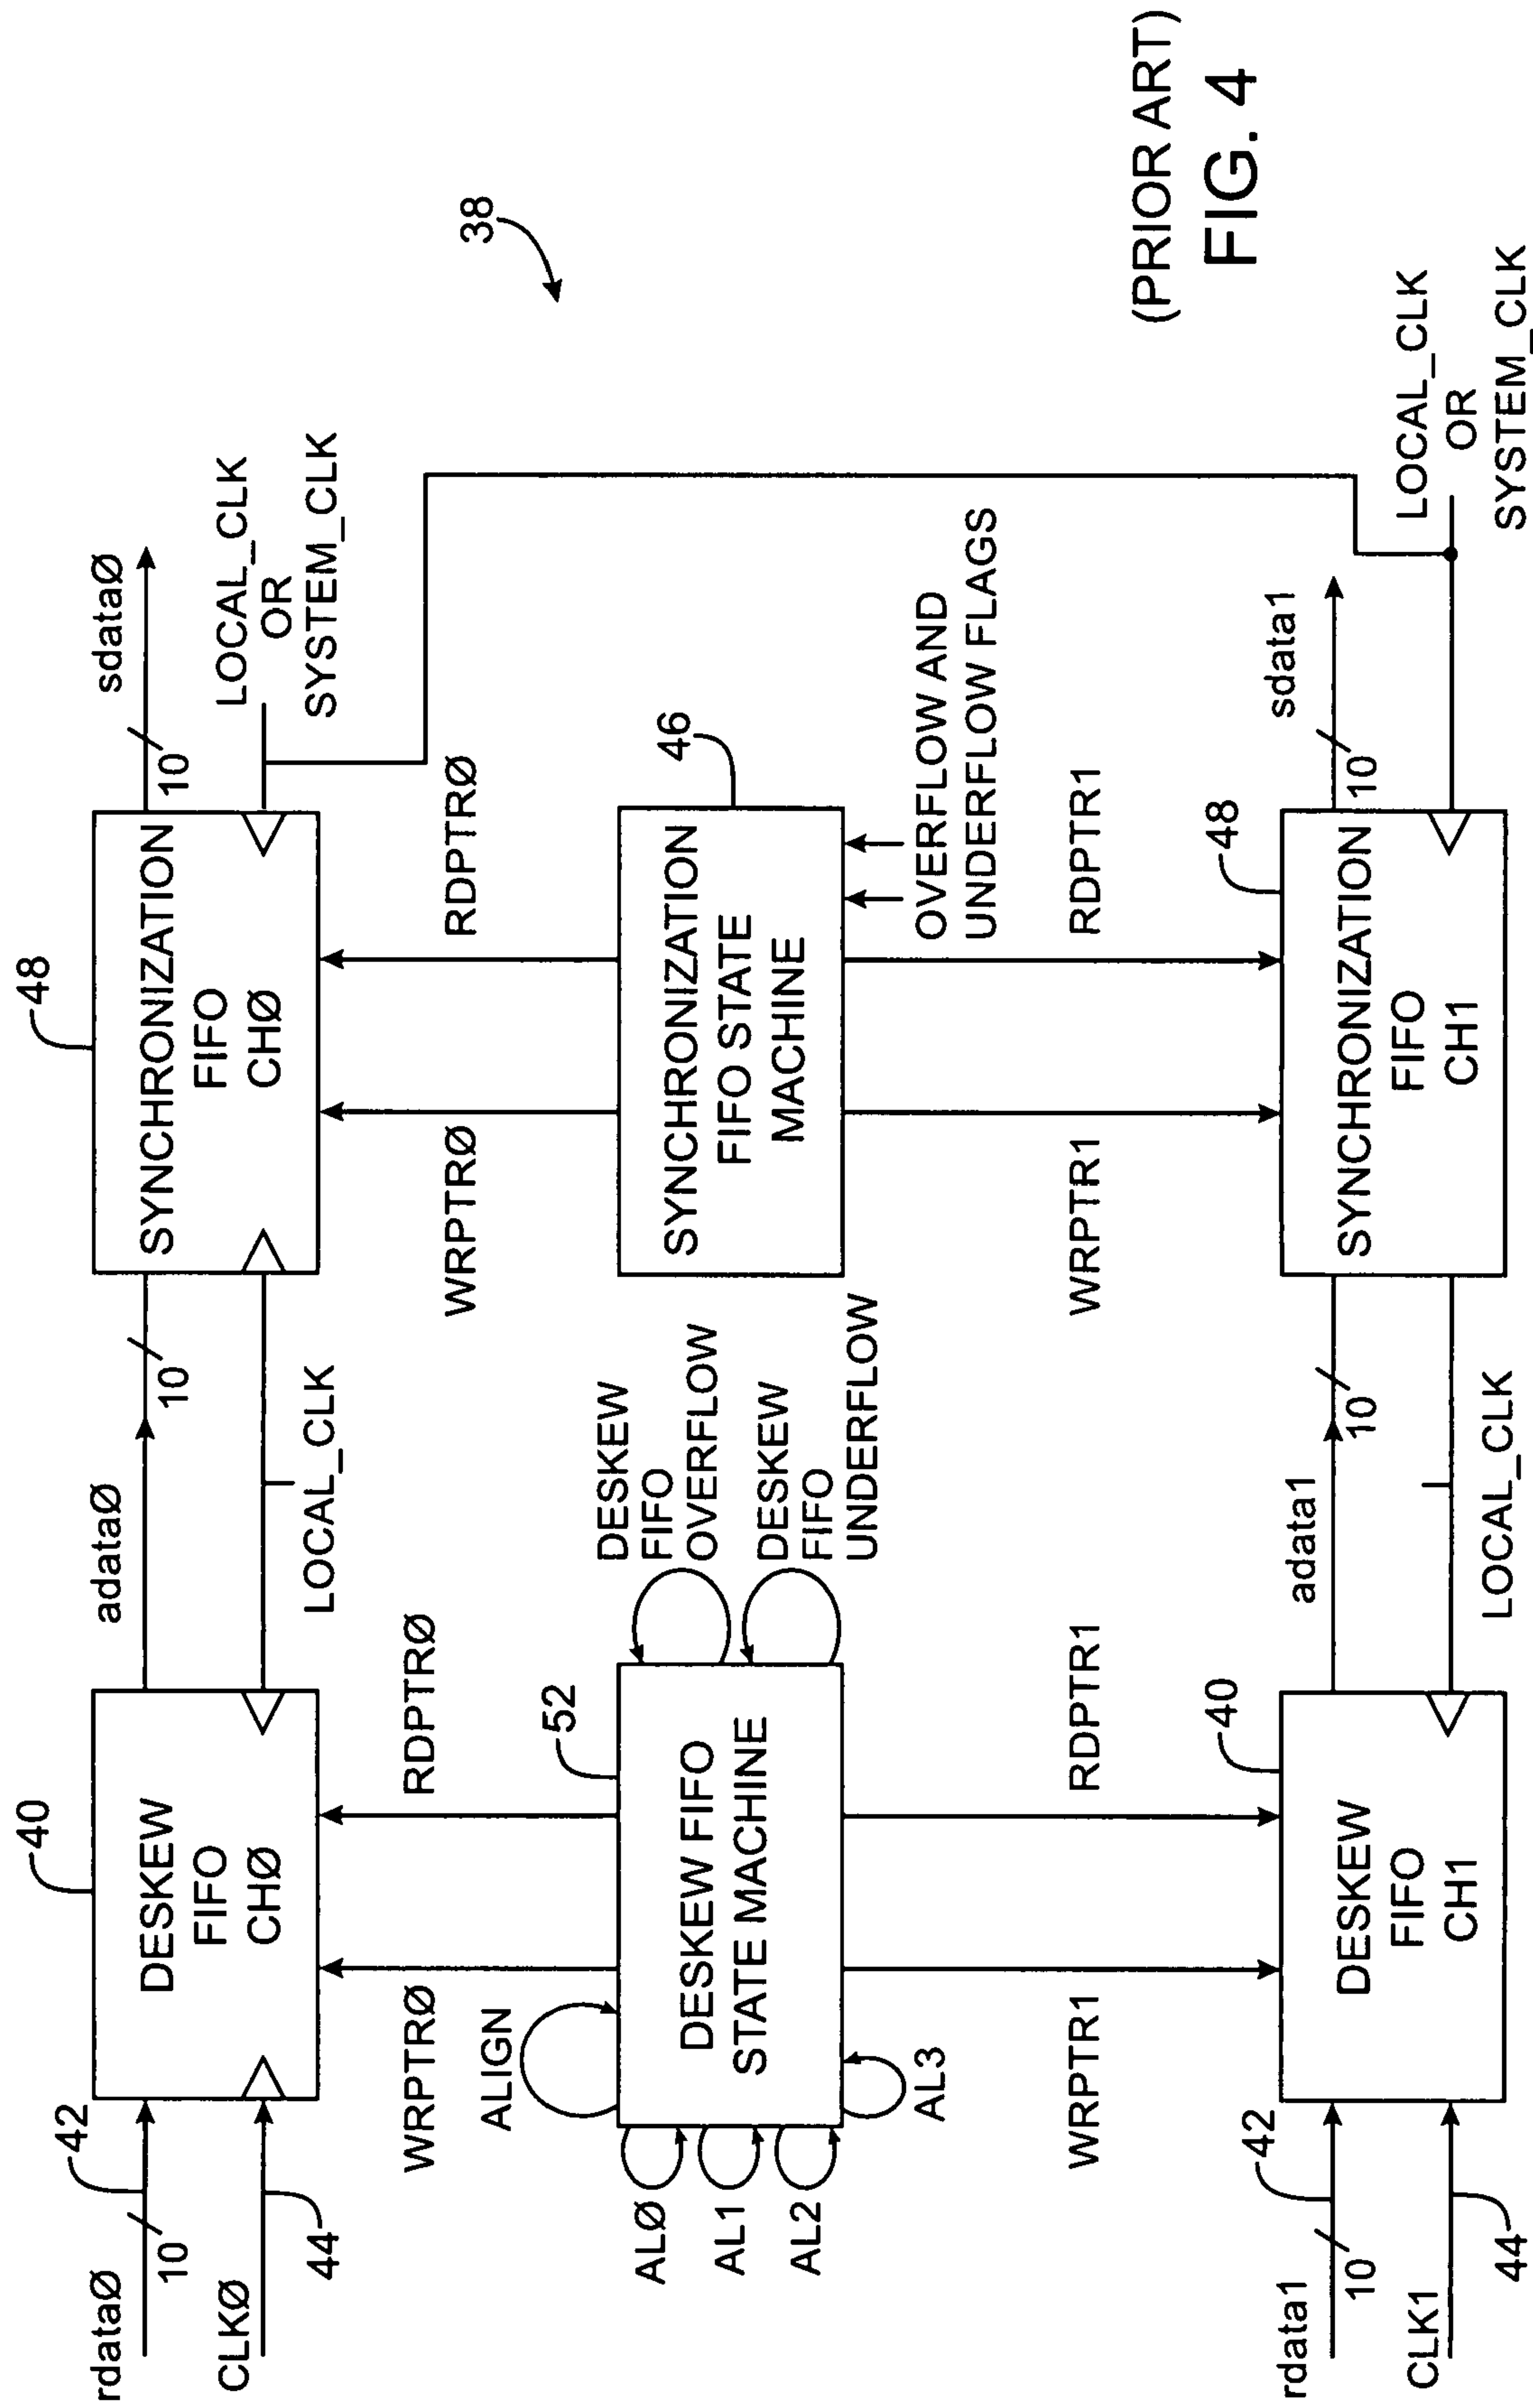 48
SYNCHRONIZATION
FIFO
CHØ
sdataØ
10
LOCAL_CLK
OR
SYSTEM_CLK
adataØ
10
LOCAL_CLK
40
DESKEW
FIFO
CHØ
rdataØ
10
42
CLKØ
44
WRPTRØ
RDPTRØ
WRPTRØ
RDPTRØ
38
ALIGN
52
DESKEW FIFO
STATE MACHINE
ALØ
AL1
AL2
AL3
DESKEW
FIFO
OVERFLOW
DESKEW
FIFO
UNDERFLOW
46
SYNCHRONIZATION
FIFO STATE
MACHINE
OVERFLOW AND
UNDERFLOW FLAGS
WRPTR1
RDPTR1
WRPTR1
RDPTR1
rdata1
10
42
CLK1
44
40
DESKEW
FIFO
CH1
adata1
10
LOCAL_CLK
48
SYNCHRONIZATION
FIFO
CH1
sdata1
10
LOCAL_CLK
OR
SYSTEM_CLK
(PRIOR ART)
FIG. 4